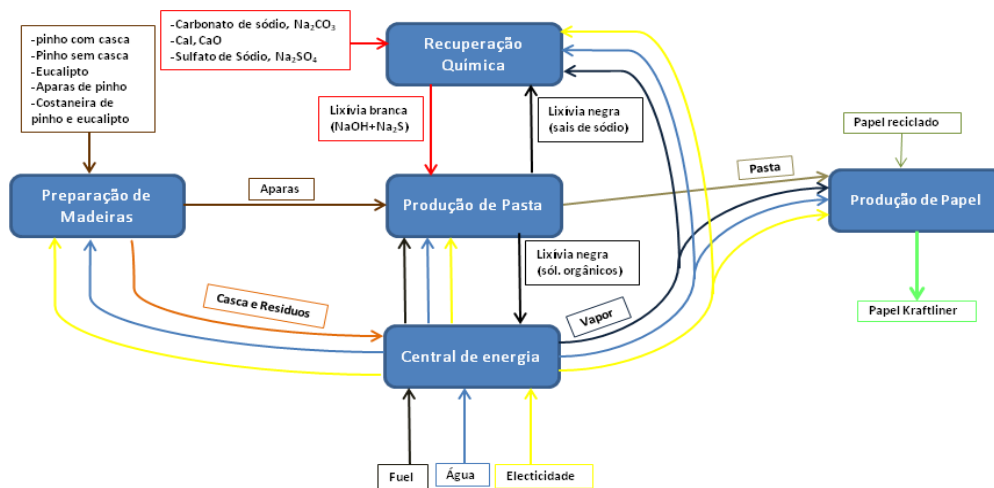 -pinho com casca
-Pinho sem casca
-Eucalipto
-Aparas de pinho
-Costaneira de
pinho e eucalipto
-Carbonato de sódio, Na₂CO₃
-Cal, CaO
-Sulfato de Sódio, Na₂SO₄
Recuperação
Química
Lixívia branca
(NaOH+Na₂S)
Lixívia negra
(sais de sódio)
Papel reciclado
Preparação de
Madeiras
Aparas
Produção de Pasta
Pasta
Produção de Papel
Lixívia negra
(sól. orgânicos)
Casca e Resíduos
Vapor
Papel Kraftliner
Central de energia
Fuel
Água
Electicidade